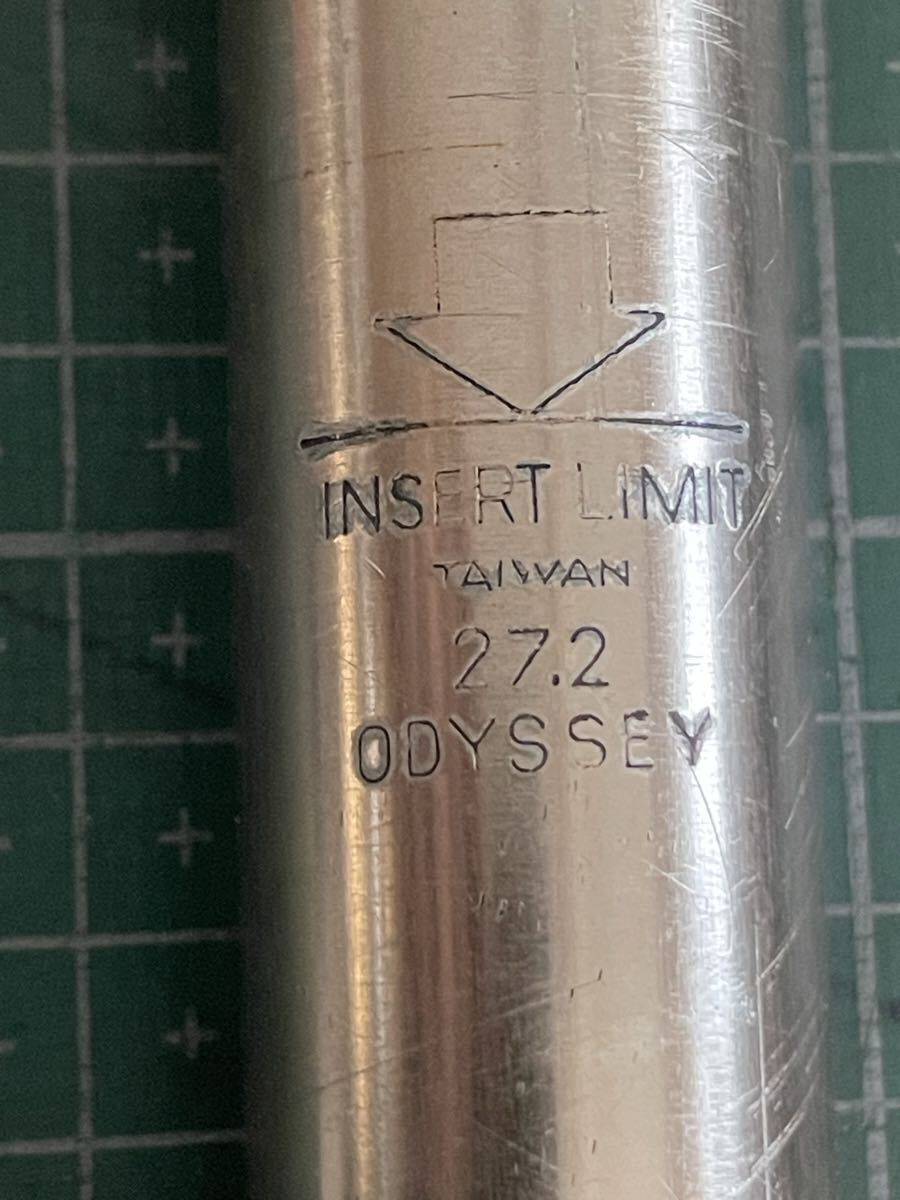 INSERT LIMIT
TAIWAN
27.2
ODYSSEY